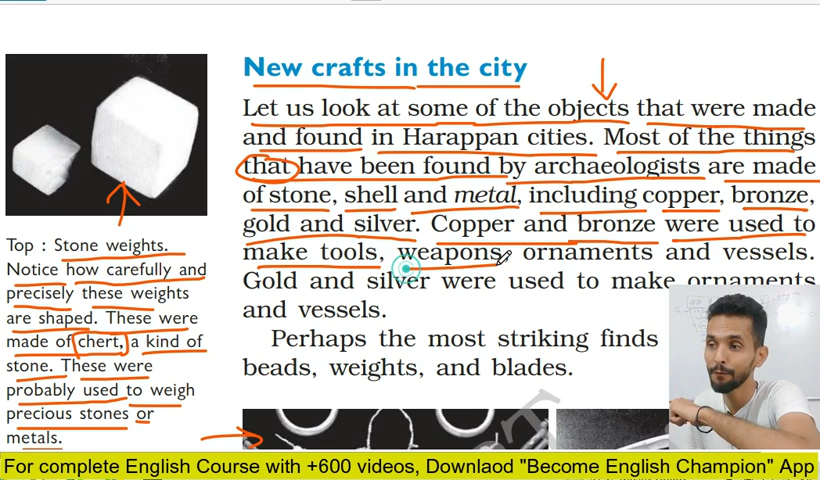 New crafts in the city
Let us look at some of the objects that were made
and found in Harappan cities. Most of the things
that have been found by archaeologists are made
of stone, shell and metal, including copper, bronze,
gold and silver. Copper and bronze were used to
make tools, weapons, ornaments and vessels.
Gold and silver were used to make ornaments
and vessels.
Perhaps the most striking finds
beads, weights, and blades.
Top : Stone weights.
Notice how carefully and
precisely these weights
are shaped. These were
made of chert, a kind of
stone. These were
probably used to weigh
precious stones or
metals.
For complete English Course with +600 videos, Downlaod "Become English Champion" App